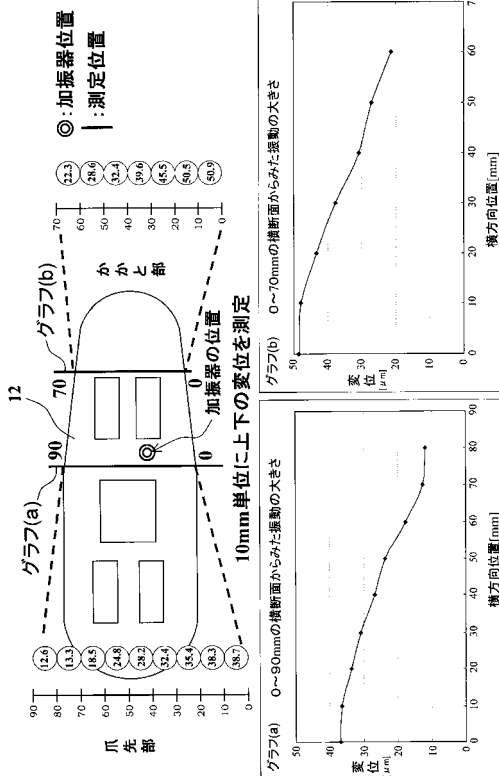 ◎:加振器位置
|:測定位置
グラフ(a)
12
グラフ(b)
90
70
0
0
爪先部
かかと部
90
80
70
60
50
40
30
20
10
0
12.6
13.3
18.5
24.8
28.2
32.4
35.4
38.3
38.7
70
60
50
40
30
20
10
0
22.3
28.6
32.4
39.6
45.5
50.5
50.9
加振器の位置
10mm単位に上下の変位を測定
グラフ(a) 0～90mmの横断面からみた振動の大きさ
50
40
30
20
10
0
変位
[μm]
0 10 20 30 40 50 60 70 80 90
横方向位置[mm]
グラフ(b) 0～70mmの横断面からみた振動の大きさ
50
40
30
20
10
0
変位
[μm]
0 10 20 30 40 50 60 7
横方向位置[mm]